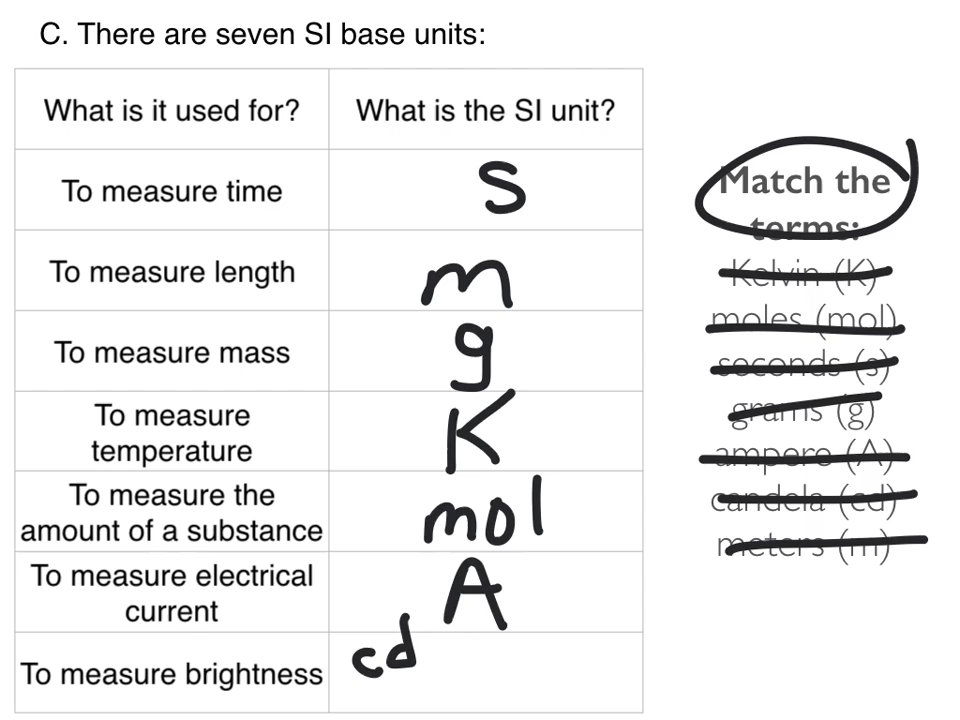 C. There are seven SI base units:
What is it used for?
What is the SI unit?
To measure time
s
To measure length
m
To measure mass
g
To measure
temperature
K
To measure the
amount of a substance
mol
To measure electrical
current
A
To measure brightness
cd
Match the
terms:
Kelvin (K)
moles (mol)
seconds (s)
grams (g)
ampere (A)
candela (cd)
meters (m)